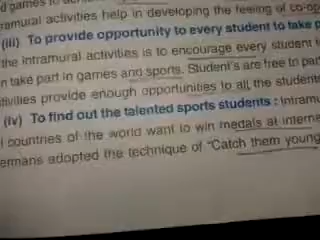 d games to
ramural activities help in developing the feeling of co-op
(iii) To provide opportunity to every student to take p
the intramural activities is to encourage every student t
n take part in games and sports. Student's are free to par
tivities provide enough opportunities to all the students
(iv) To find out the talented sports students : Intramu
l countries of the world want to win medals at interna
ermans adopted the technique of "Catch them young